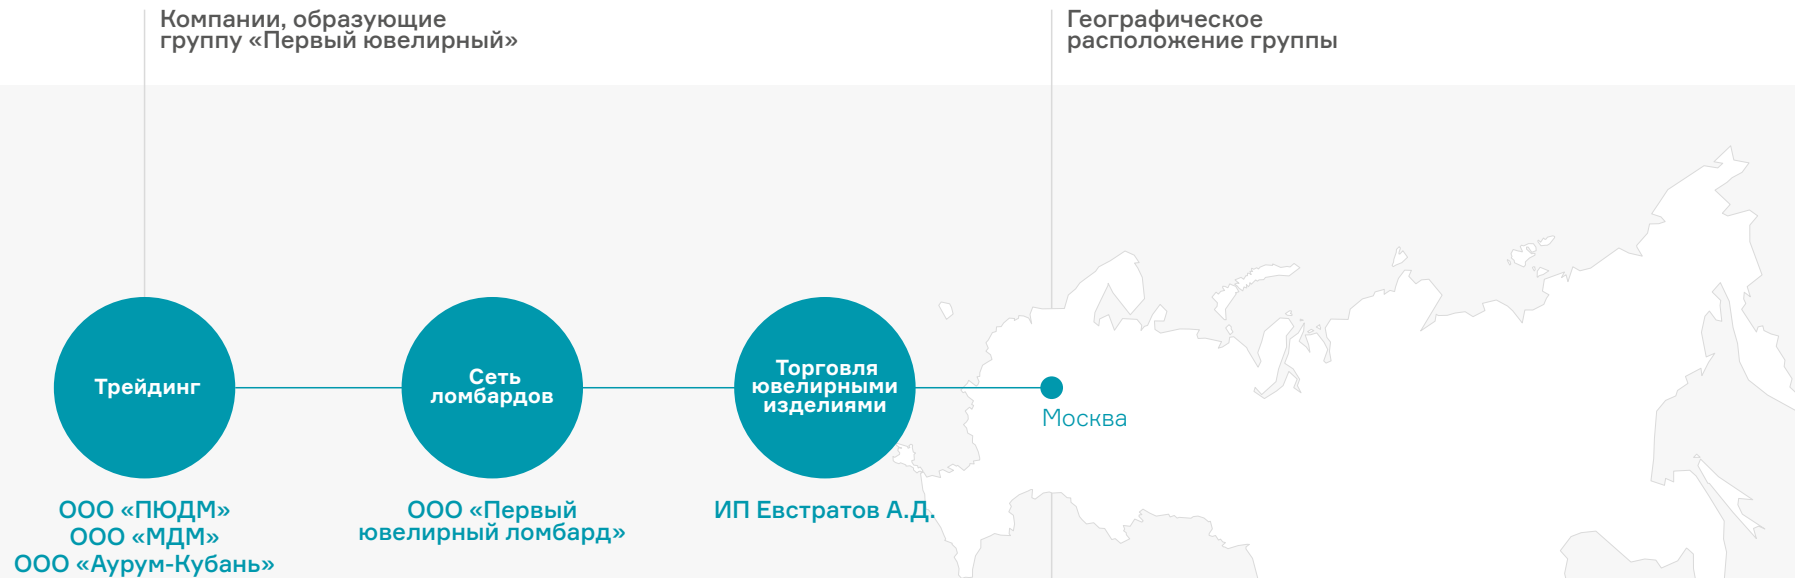 Компании, образующие
группу «Первый ювелирный»
Географическое
расположение группы
Трейдинг
Сеть
ломбардов
Торговля
ювелирными
изделиями
Москва
ООО «ПЮДМ»
ООО «МДМ»
ООО «Аурум-Кубань»
ООО «Первый
ювелирный ломбард»
ИП Евстратов А.Д.